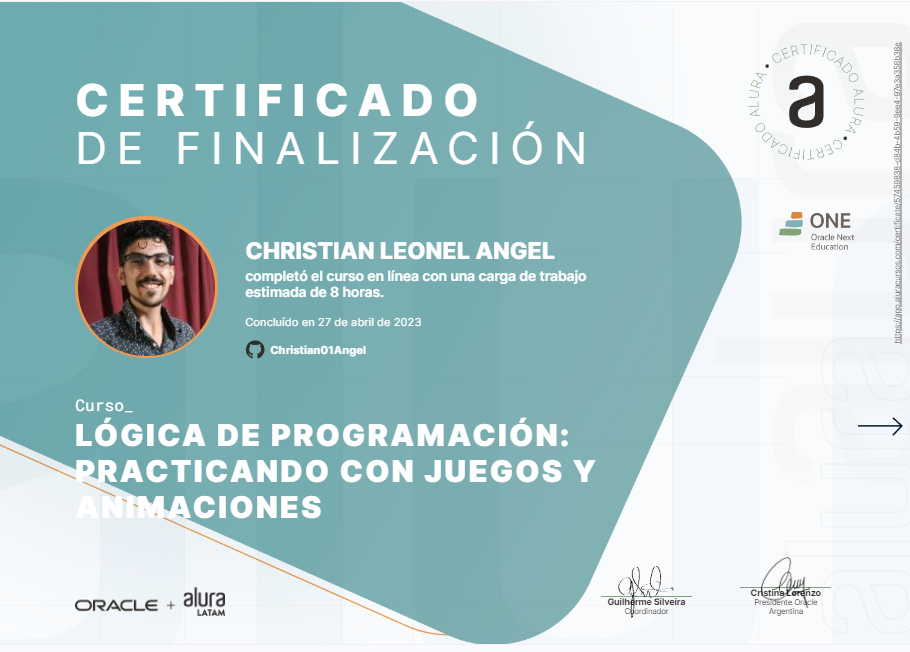 CERTIFICADO
DE FINALIZACIÓN
CERTIFICADO ALURA • CERTIFICADO ALURA •
a
ONE
Oracle Next
Education
CHRISTIAN LEONEL ANGEL
completó el curso en línea con una carga de trabajo
estimada de 8 horas.
Concluído en 27 de abril de 2023
Christian01Angel
Curso_
LÓGICA DE PROGRAMACIÓN:
PRACTICANDO CON JUEGOS Y
ANIMACIONES
ORACLE + alura
LATAM
Guilherme Silveira
Coordinador
Cristina Lorenzo
Presidente Oracle
Argentina